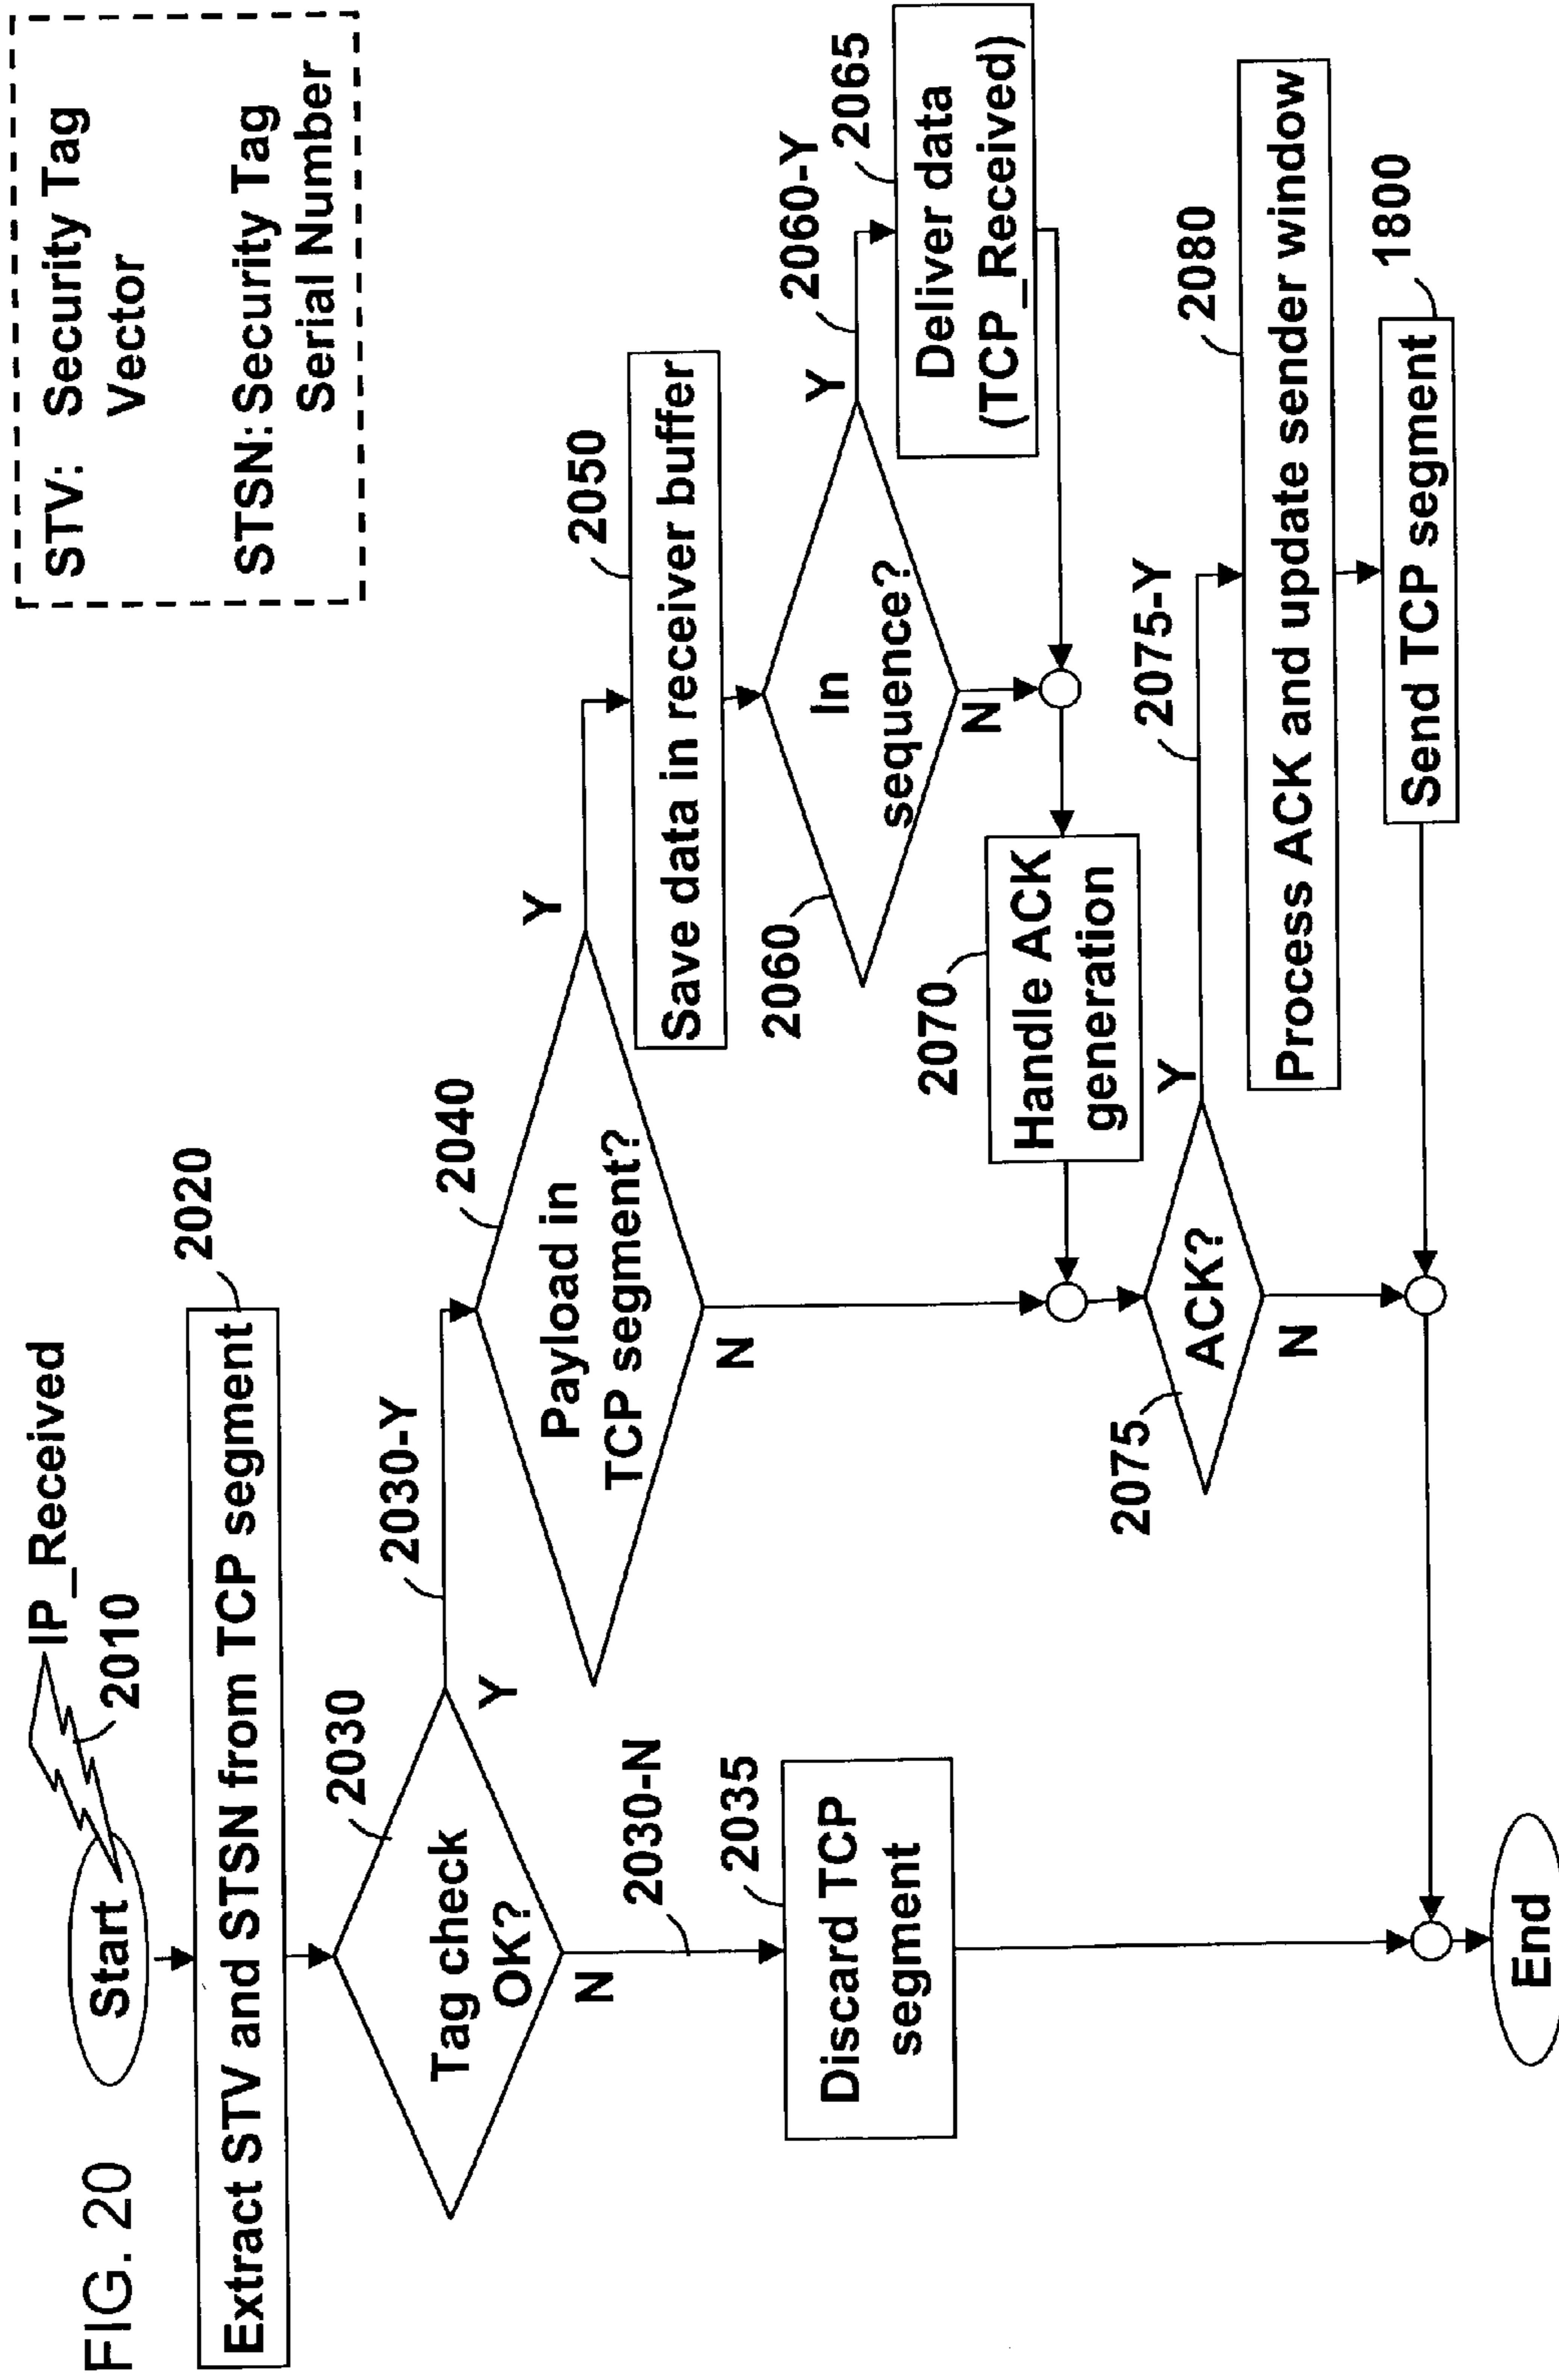 FIG. 20
Start
IP_Received
2010
STV: Security Tag
Vector
STSN:Security Tag
Serial Number
2020
Extract STV and STSN from TCP segment
2030
Tag check
OK?
Y
2030-Y
N
2030-N
2035
Discard TCP
segment
2040
Payload in
TCP segment?
Y
N
2050
Save data in receiver buffer
2060
In
sequence?
Y
2060-Y
N
2065
Deliver data
(TCP_Received)
2070
Handle ACK
generation
2075
ACK?
Y
2075-Y
N
2080
Process ACK and update sender window
1800
Send TCP segment
End